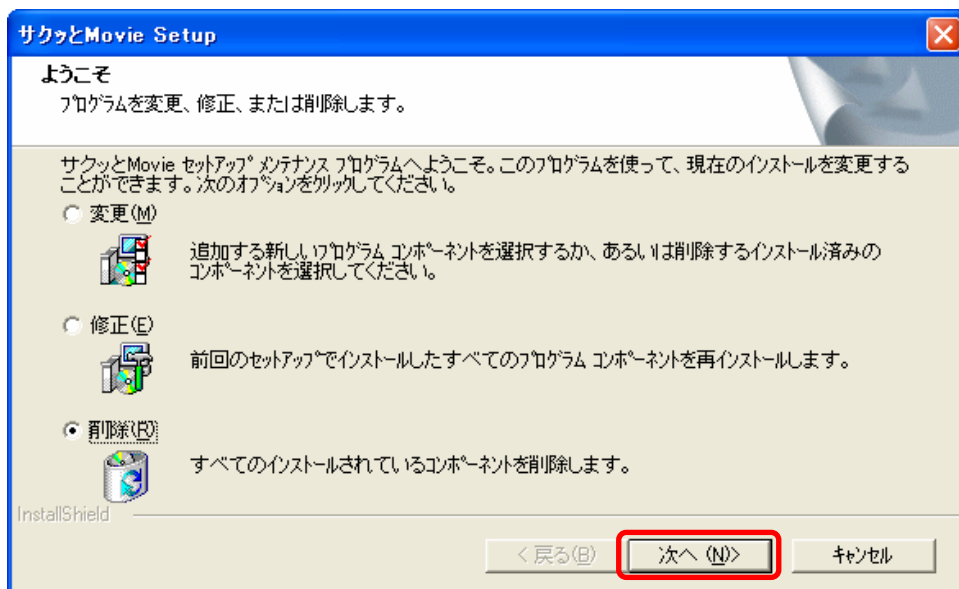 サクッとMovie Setup
ようこそ
プログラムを変更、修正、または削除します。
サクッとMovie セットアップ メンテナンス プログラムへようこそ。このプログラムを使って、現在のインストールを変更する
ことができます。次のオプションをクリックしてください。
変更(M)
追加する新しいプログラム コンポーネントを選択するか、あるいは削除するインストール済みの
コンポーネントを選択してください。
修正(E)
前回のセットアップでインストールしたすべてのプログラム コンポーネントを再インストールします。
削除(R)
すべてのインストールされているコンポーネントを削除します。
InstallShield
< 戻る(B) 次へ (N)> キャンセル